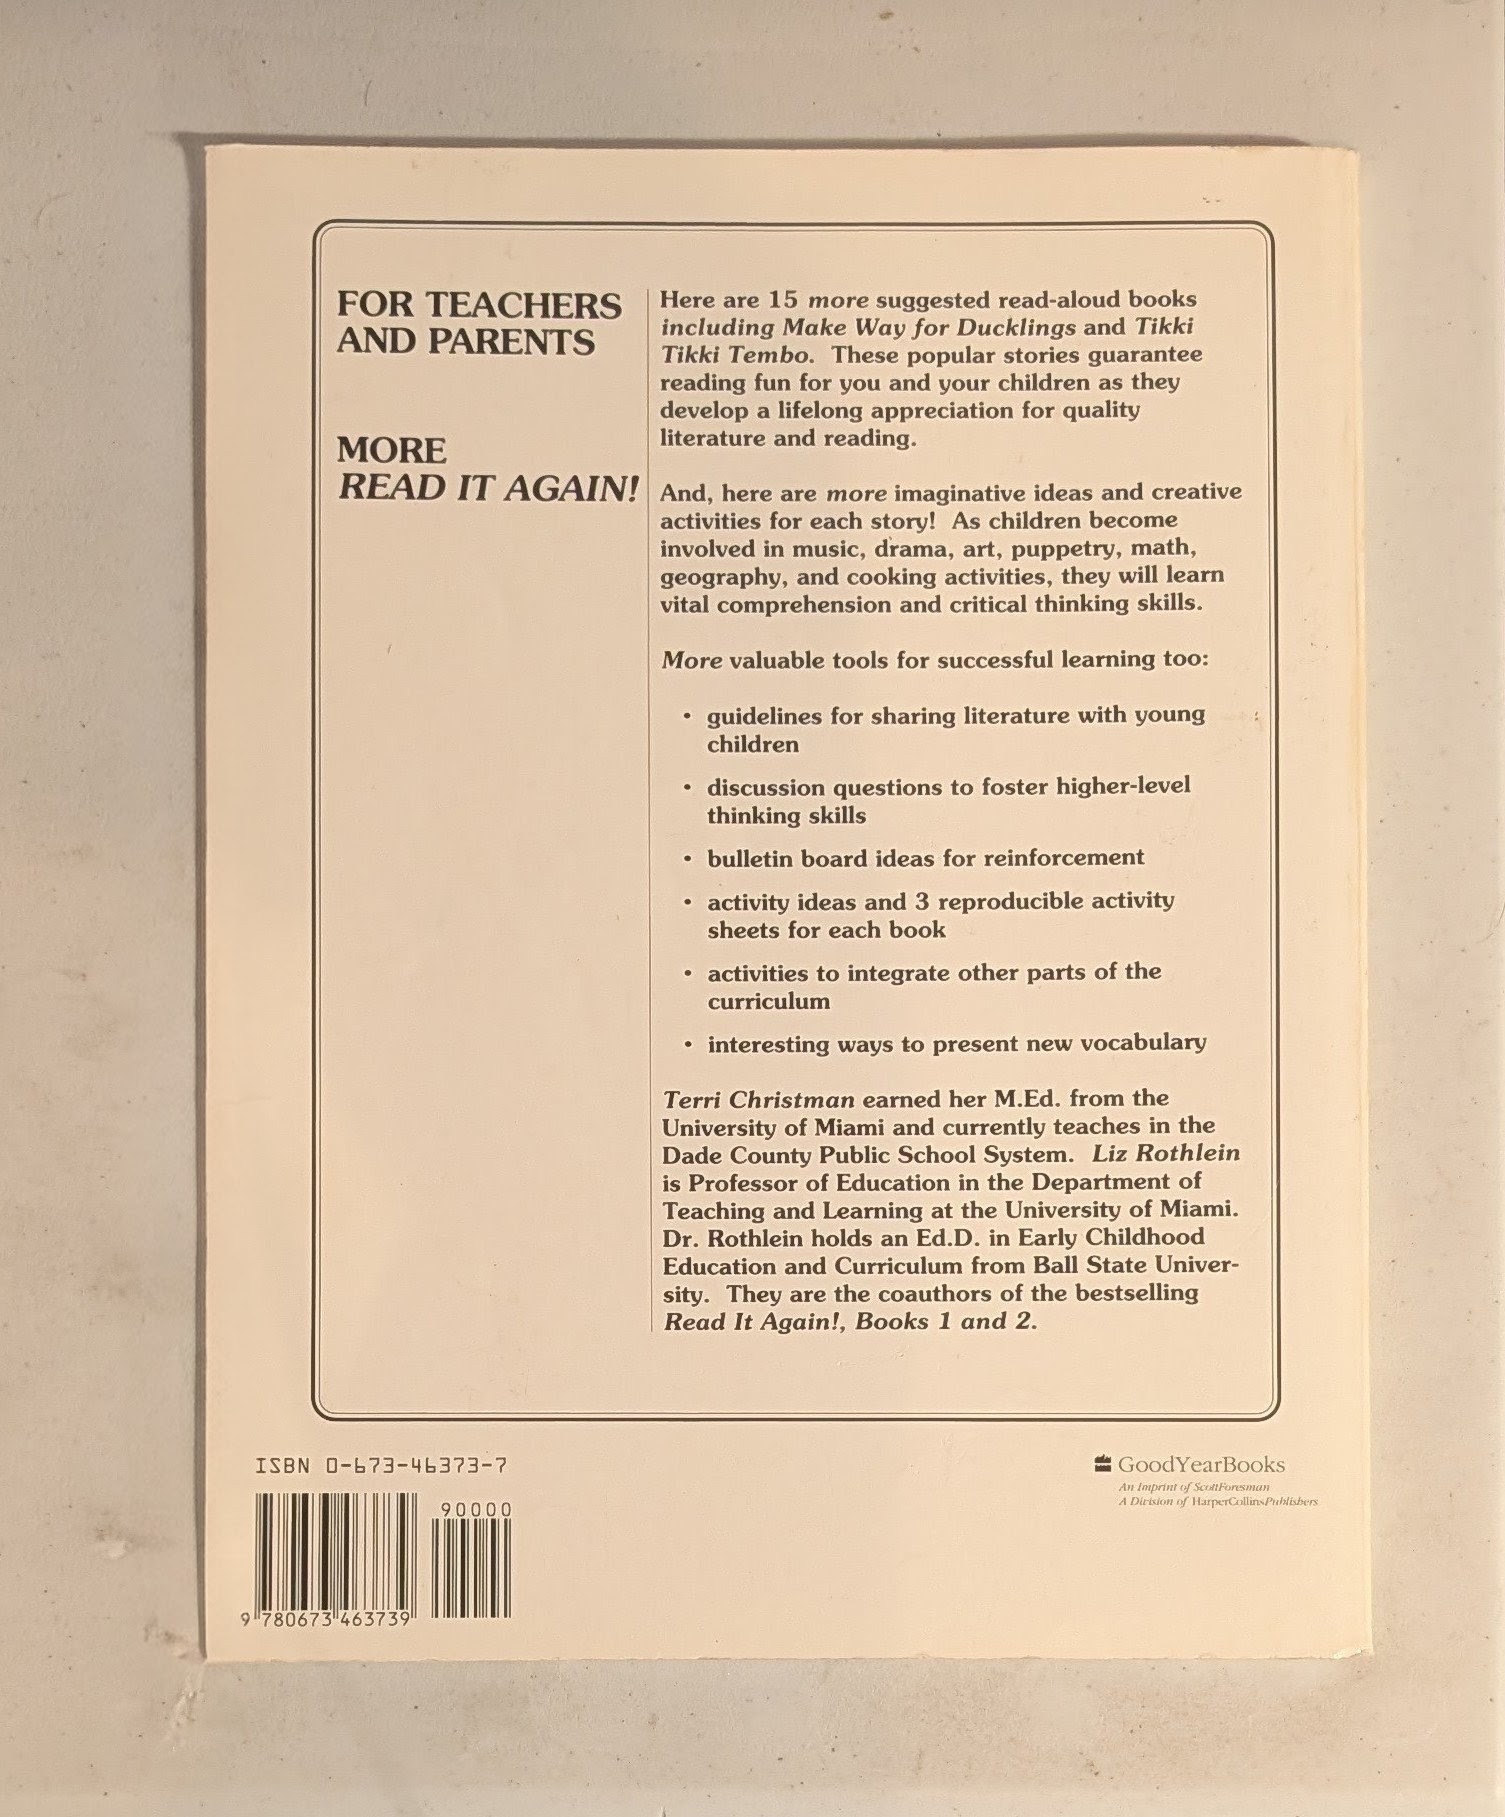 FOR TEACHERS
AND PARENTS
MORE
READ IT AGAIN!
Here are 15 more suggested read-aloud books
including Make Way for Ducklings and Tikki
Tikki Tembo. These popular stories guarantee
reading fun for you and your children as they
develop a lifelong appreciation for quality
literature and reading.
And, here are more imaginative ideas and creative
activities for each story! As children become
involved in music, drama, art, puppetry, math,
geography, and cooking activities, they will learn
vital comprehension and critical thinking skills.
More valuable tools for successful learning too:
• guidelines for sharing literature with young
children
• discussion questions to foster higher-level
thinking skills
• bulletin board ideas for reinforcement
• activity ideas and 3 reproducible activity
sheets for each book
• activities to integrate other parts of the
curriculum
• interesting ways to present new vocabulary
Terri Christman earned her M.Ed. from the
University of Miami and currently teaches in the
Dade County Public School System. Liz Rothlein
is Professor of Education in the Department of
Teaching and Learning at the University of Miami.
Dr. Rothlein holds an Ed.D. in Early Childhood
Education and Curriculum from Ball State Univer-
sity. They are the coauthors of the bestselling
Read It Again!, Books 1 and 2.
ISBN 0-673-46373-7
90000
9 780673 463739
GoodYearBooks
An Imprint of ScottForesman
A Division of HarperCollinsPublishers